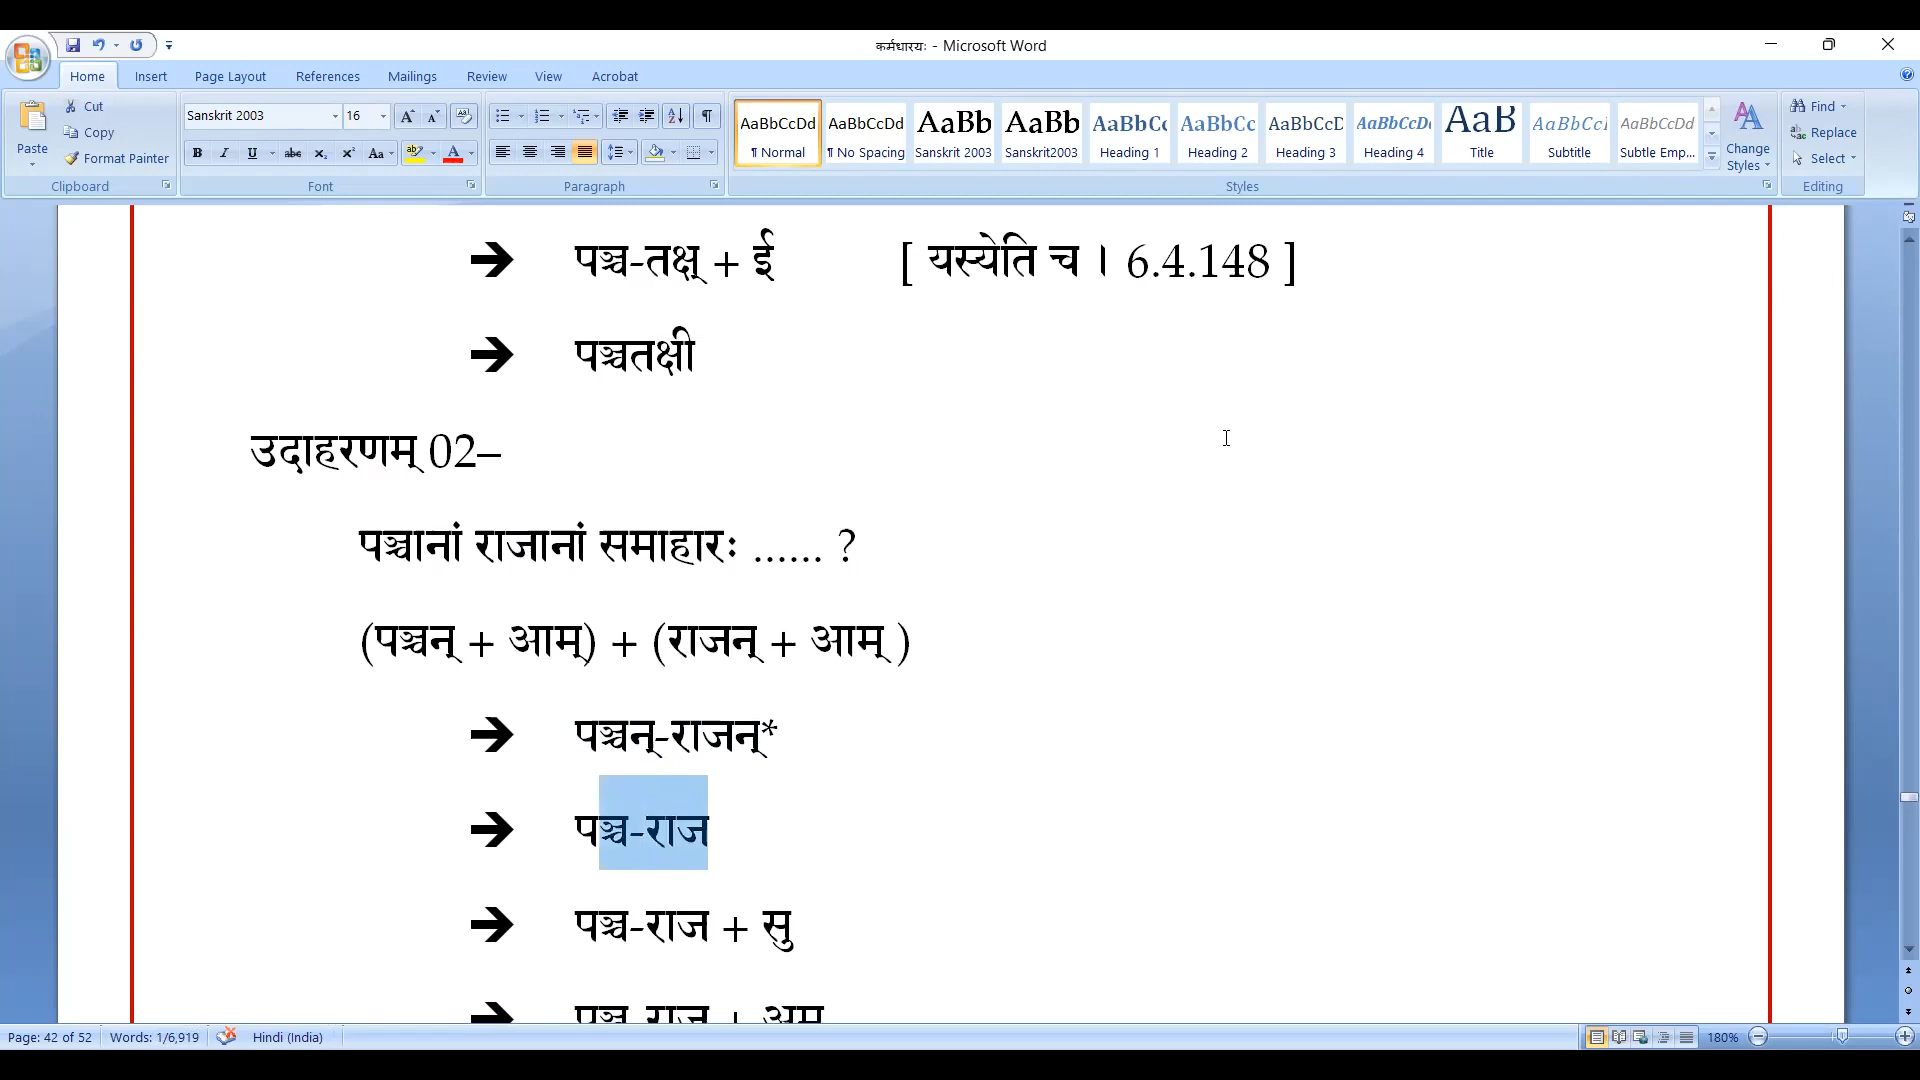 कर्मधारयः - Microsoft Word
Home Insert Page Layout References Mailings Review View Acrobat
Paste Cut Copy Format Painter
Clipboard
Sanskrit 2003 16
Font
Paragraph
AaBbCcDd AaBbCcDd AaBb AaBb AaBbCc AaBbCc AaBbCcD AaBbCcDc AaB AaBbCcI AaBbCcDd
¶ Normal ¶ No Spacing Sanskrit 2003 Sanskrit2003 Heading 1 Heading 2 Heading 3 Heading 4 Title Subtitle Subtle Emp...
Styles
Change Styles
Find Replace Select
Editing
➔ पञ्च-तक्ष् + ई [ यस्येति च । 6.4.148 ]
➔ पञ्चतक्षी
उदाहरणम् 02–
पञ्चानां राजानां समाहारः ...... ?
(पञ्चन् + आम्) + (राजन् + आम् )
➔ पञ्चन्-राजन्*
➔ पञ्च-राज
➔ पञ्च-राज + सु
➔ पञ्च-राज + अम्
Page: 42 of 52 Words: 1/6,919 Hindi (India) 180%